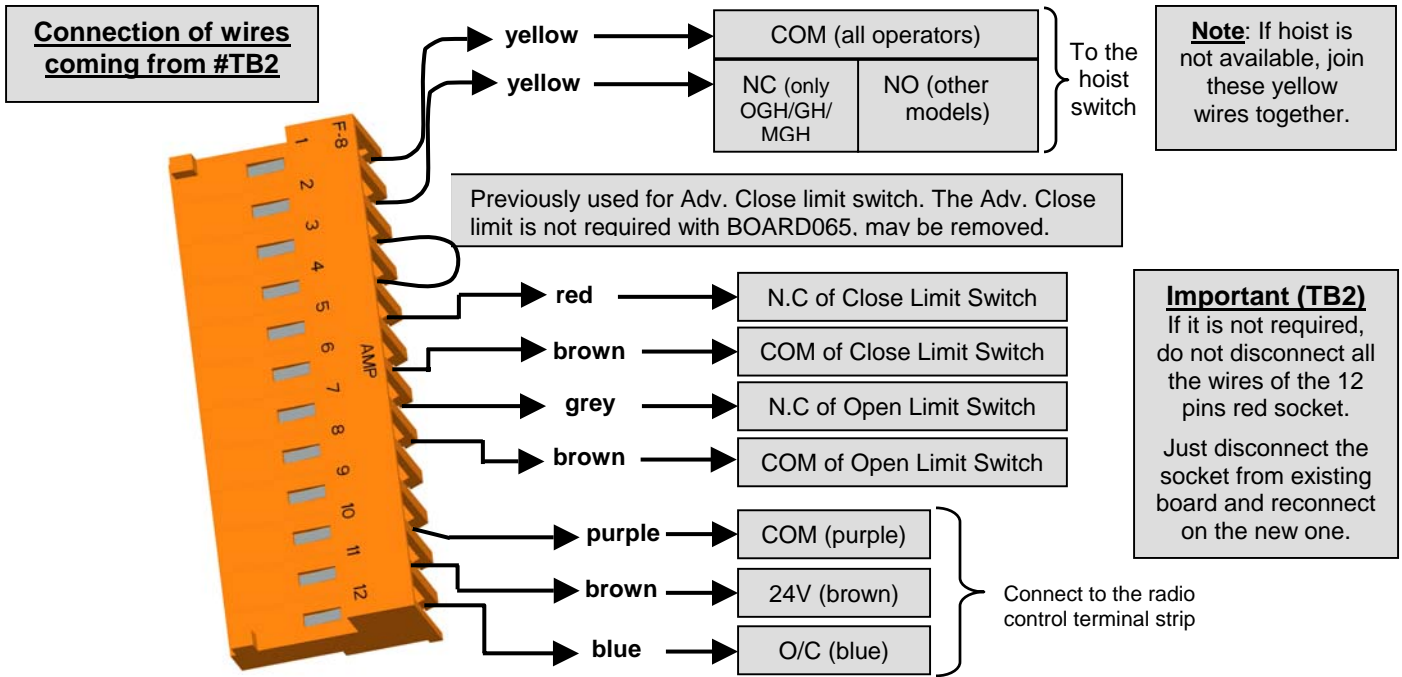 Connection of wires
coming from #TB2
yellow
COM (all operators)
yellow
NC (only
OGH/GH/
MGH
NO (other
models)
To the
hoist
switch
Note: If hoist is
not available, join
these yellow
wires together.
F-8
1
2
3
4
5
6
AMP
7
8
9
10
11
12
Previously used for Adv. Close limit switch. The Adv. Close
limit is not required with BOARD065, may be removed.
red
N.C of Close Limit Switch
brown
COM of Close Limit Switch
grey
N.C of Open Limit Switch
brown
COM of Open Limit Switch
purple
COM (purple)
brown
24V (brown)
blue
O/C (blue)
Connect to the radio
control terminal strip
Important (TB2)
If it is not required,
do not disconnect all
the wires of the 12
pins red socket.
Just disconnect the
socket from existing
board and reconnect
on the new one.